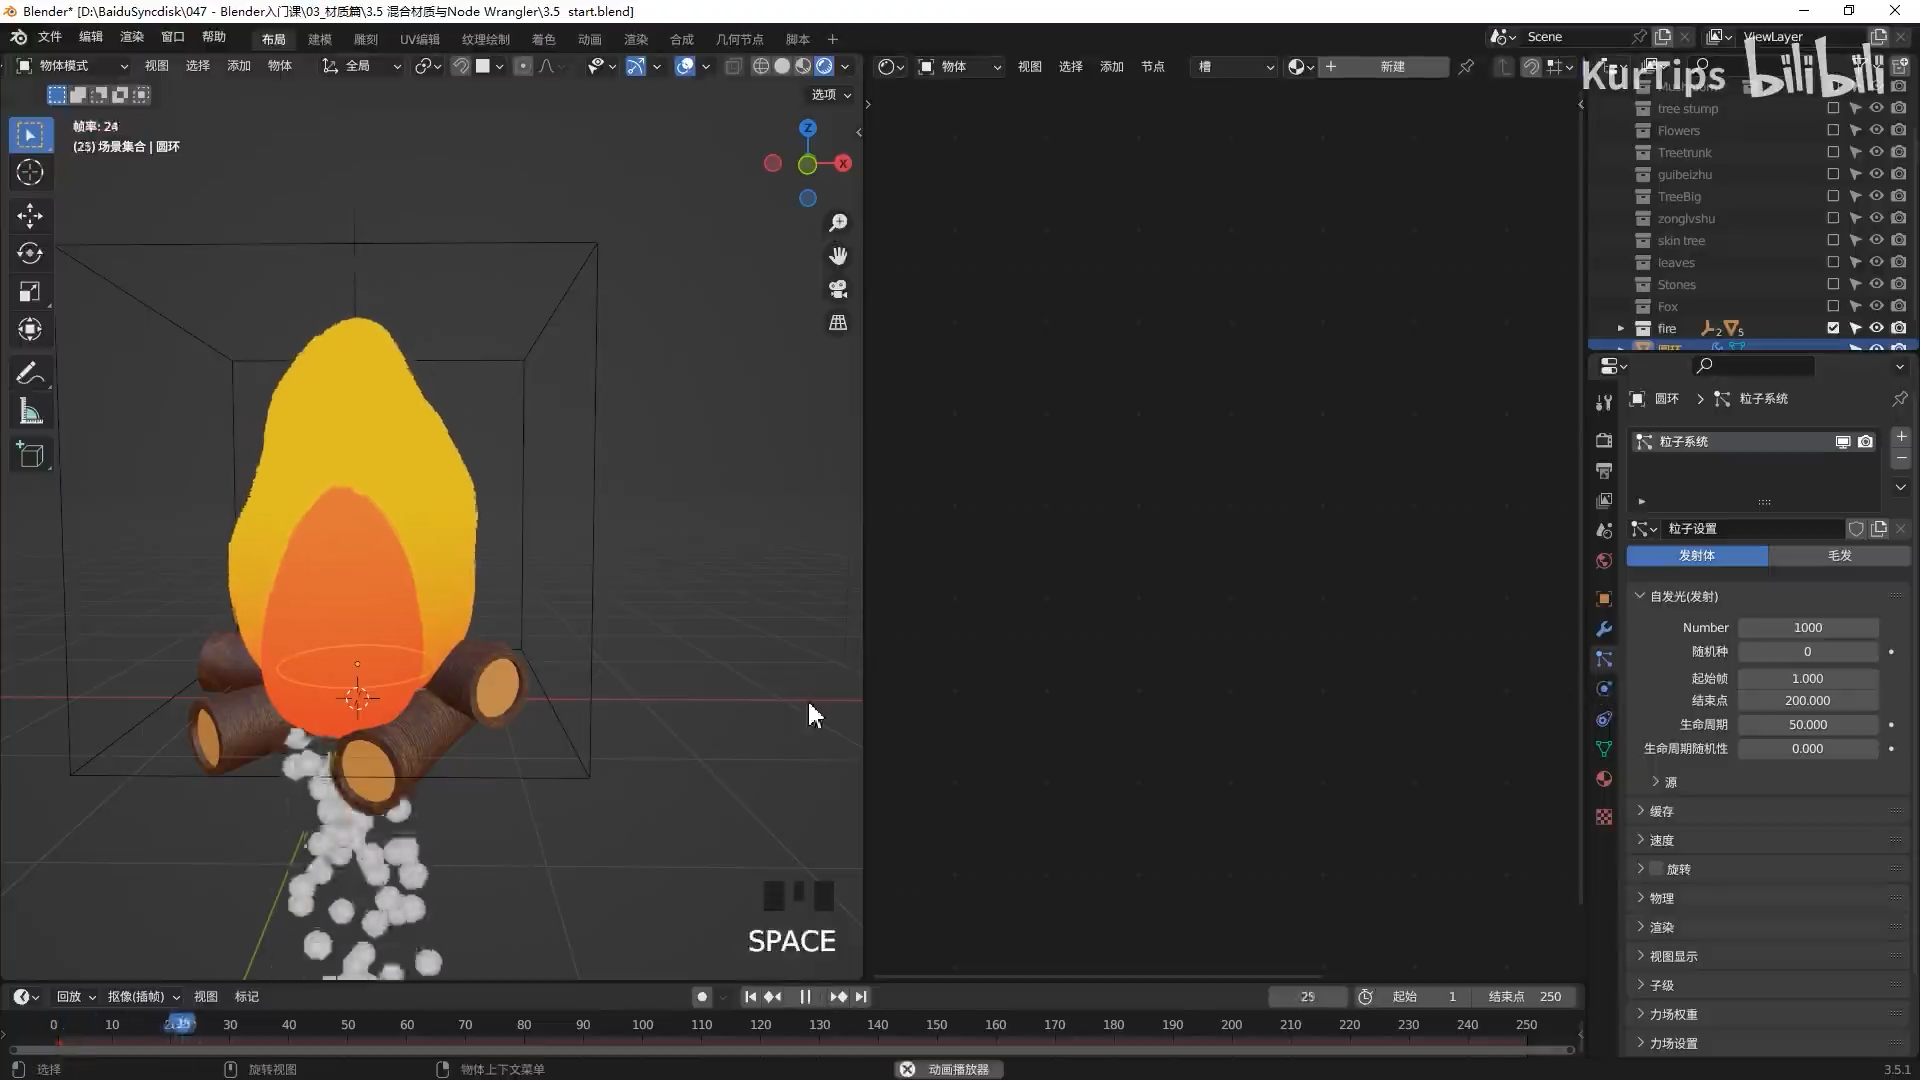 Blender* [D:\BaiduSyncdisk\047 - Blender入门课\03_材质篇\3.5 混合材质与Node Wrangler\3.5 start.blend]
文件 编辑 渲染 窗口 帮助 布局 建模 雕刻 UV编辑 纹理绘制 着色 动画 渲染 合成 几何节点 脚本 + Scene ViewLayer
物体模式 视图 选择 添加 物体 全局 物体 视图 选择 添加 节点 槽 新建
KurTips bilibili
选项
帧率: 24
(25) 场景集合 | 圆环
Z
X
tree stump
Flowers
Treetrunk
guibeizhu
TreeBig
zonglvshu
skin tree
leaves
Stones
Fox
fire 2 5
圆环
圆环 > 粒子系统
粒子系统
粒子设置
发射体 毛发
自发光(发射)
Number 1000
随机种 0
起始帧 1.000
结束点 200.000
生命周期 50.000
生命周期随机性 0.000
源
缓存
速度
旋转
物理
渲染
视图显示
子级
力场权重
力场设置
SPACE
回放 抠像(插帧) 视图 标记 25 起始 1 结束点 250
0 10 30 40 50 60 70 80 90 100 110 120 130 140 150 160 170 180 190 200 210 220 230 240 250
选择 旋转视图 物体上下文菜单 动画播放器 3.5.1